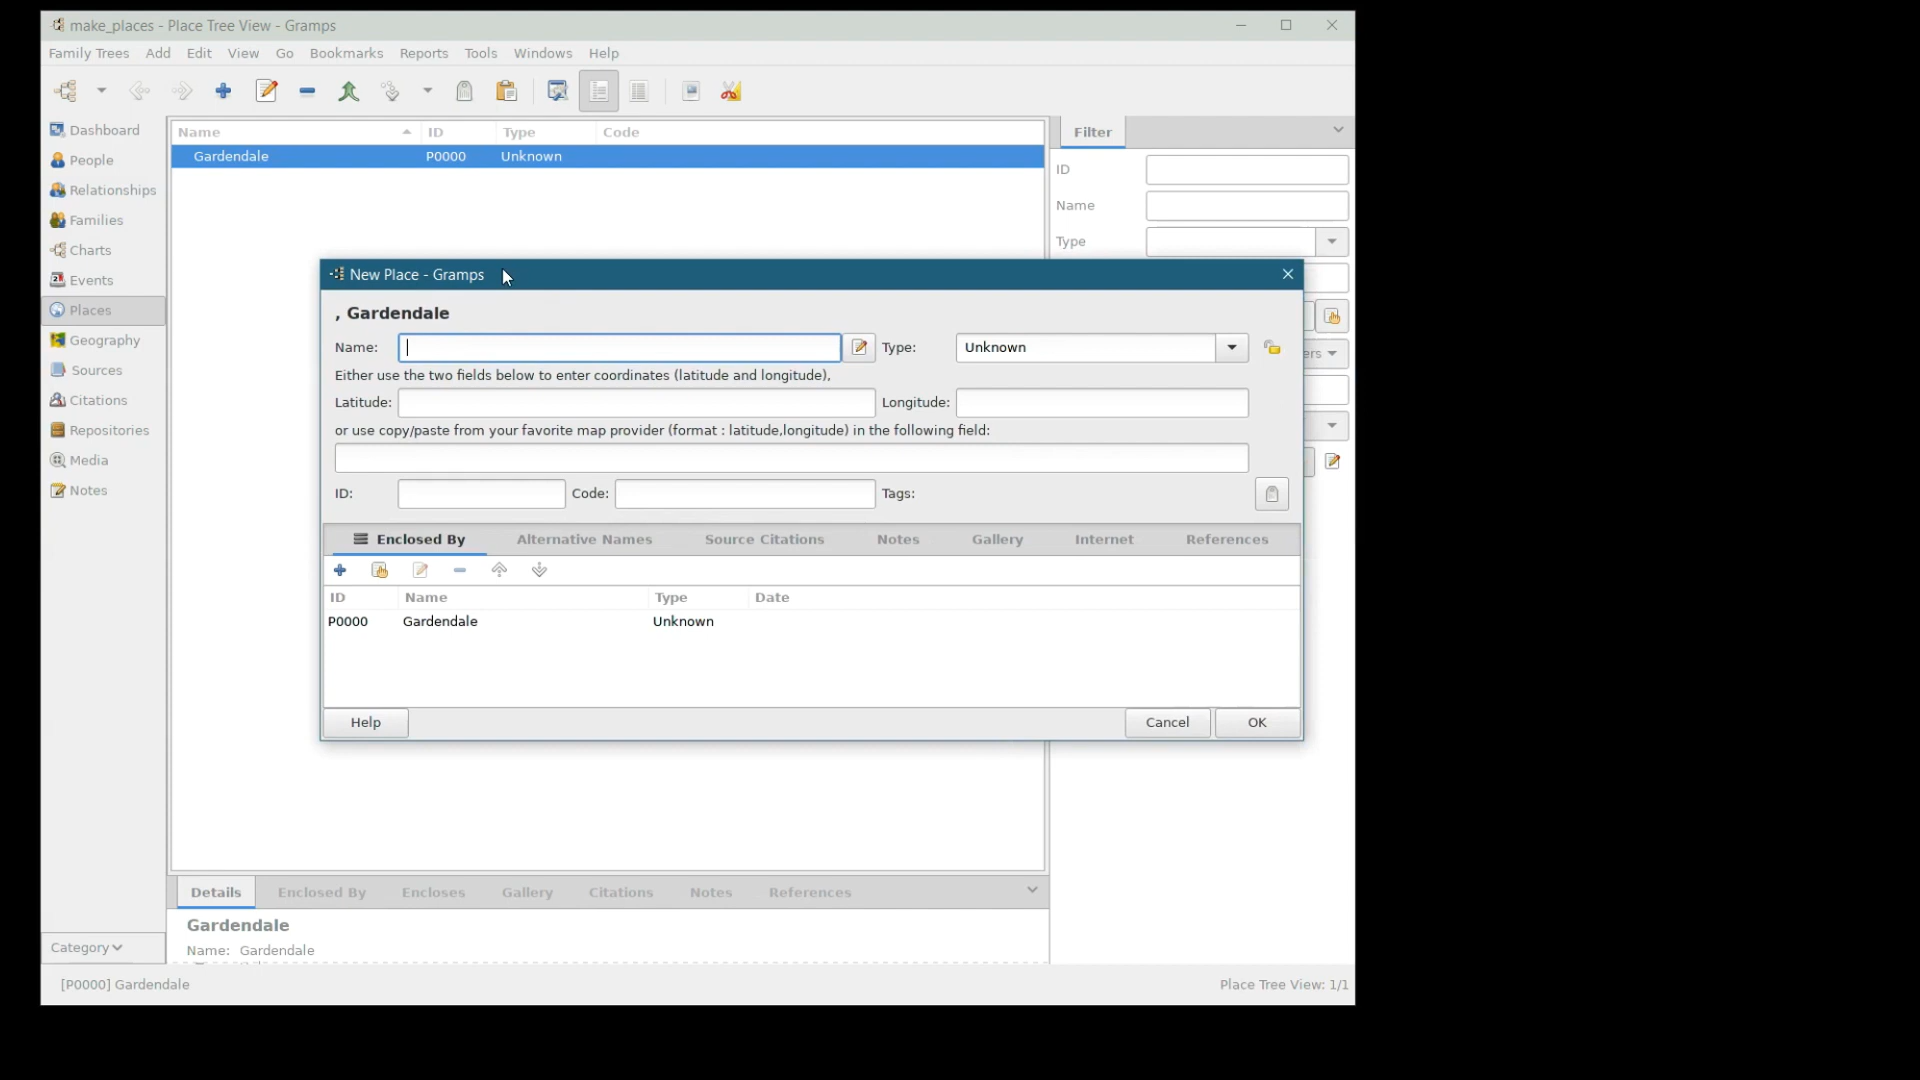 make_places - Place Tree View - Gramps
Family Trees Add Edit View Go Bookmarks Reports Tools Windows Help
Dashboard
People
Relationships
Families
Charts
Events
Places
Geography
Sources
Citations
Repositories
Media
Notes
Category
Name ID Type Code
Gardendale P0000 Unknown
Filter
ID
Name
Type
ers
New Place - Gramps
, Gardendale
Name: Type: Unknown
Either use the two fields below to enter coordinates (latitude and longitude),
Latitude: Longitude:
or use copy/paste from your favorite map provider (format : latitude,longitude) in the following field:
ID: Code: Tags:
Enclosed By Alternative Names Source Citations Notes Gallery Internet References
ID Name Type Date
P0000 Gardendale Unknown
Help Cancel OK
Details Enclosed By Encloses Gallery Citations Notes References
Gardendale
Name: Gardendale
[P0000] Gardendale Place Tree View: 1/1